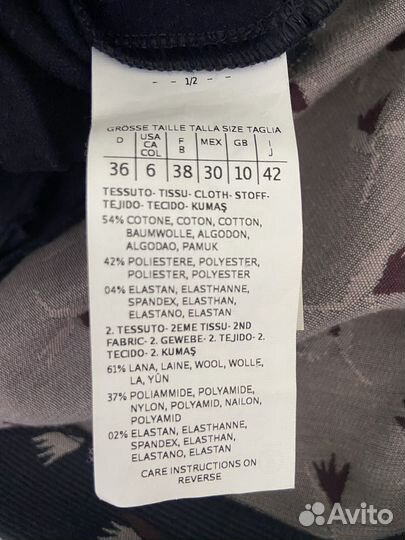 - - 1/2 - -
GRÖSSE TAILLE TALLA SIZE TAGLIA
D USA CA COL F B MEX GB I J
36 6 38 30 10 42
TESSUTO- TISSU- CLOTH- STOFF-
TEJIDO- TECIDO- KUMAŞ
54% COTONE, COTON, COTTON,
BAUMWOLLE, ALGODON,
ALGODAO, PAMUK
42% POLIESTERE, POLYESTER,
POLIESTER, POLYESTER
04% ELASTAN, ELASTHANNE,
SPANDEX, ELASTHAN,
ELASTANO, ELASTAN
2. TESSUTO- 2EME TISSU- 2ND
FABRIC- 2. GEWEBE- 2. TEJIDO- 2.
TECIDO- 2. KUMAŞ
61% LANA, LAINE, WOOL, WOLLE,
LA, YÜN
37% POLIAMMIDE, POLYAMIDE,
NYLON, POLYAMID, NAILON,
POLYAMID
02% ELASTAN, ELASTHANNE,
SPANDEX, ELASTHAN,
ELASTANO, ELASTAN
CARE INSTRUCTIONS ON
REVERSE
Avito